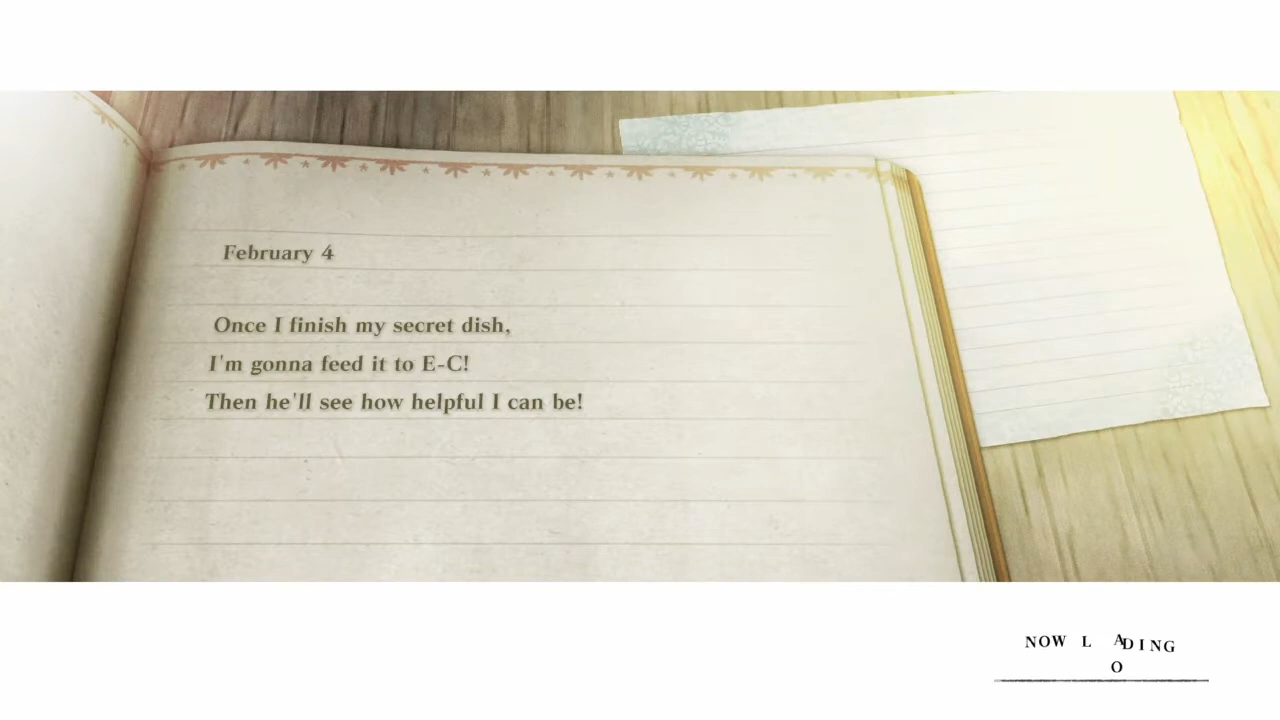 February 4
Once I finish my secret dish,
I'm gonna feed it to E-C!
Then he'll see how helpful I can be!
NOW LOADING